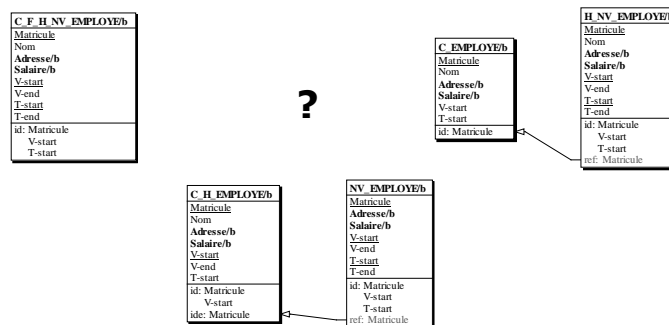 C_F_H_NV_EMPLOYE/b
Matricule
Nom
Adresse/b
Salaire/b
V-start
V-end
T-start
T-end
id: Matricule
V-start
T-start
?
C_EMPLOYE/b
Matricule
Nom
Adresse/b
Salaire/b
V-start
T-start
id: Matricule
H_NV_EMPLOYE/b
Matricule
Nom
Adresse/b
Salaire/b
V-start
V-end
T-start
T-end
id: Matricule
V-start
T-start
ref: Matricule
C_H_EMPLOYE/b
Matricule
Nom
Adresse/b
Salaire/b
V-start
V-end
T-start
id: Matricule
V-start
ide: Matricule
NV_EMPLOYE/b
Matricule
Adresse/b
Salaire/b
V-start
V-end
T-start
T-end
id: Matricule
V-start
T-start
ref: Matricule